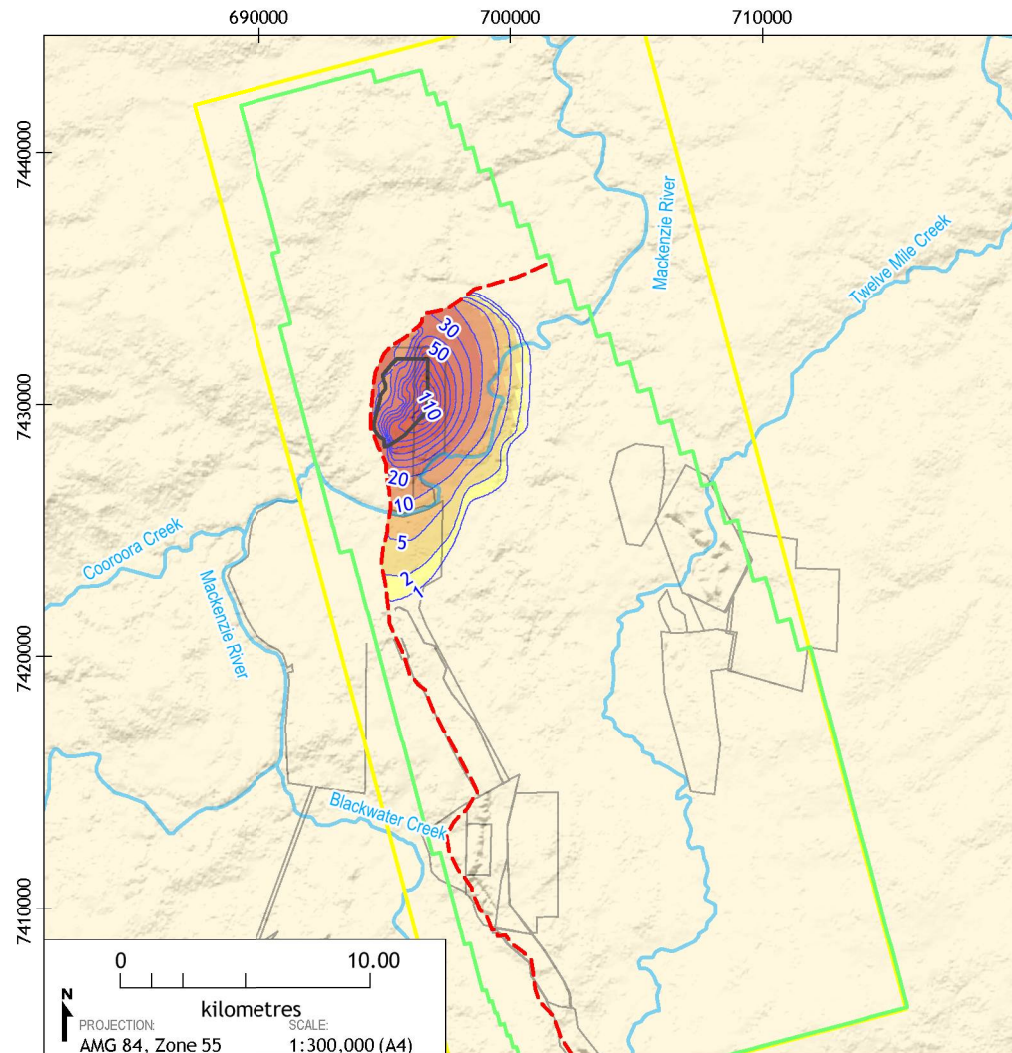 690000
700000
710000
7440000
Mackenzie River
Twelve Mile Creek
30
50
7430000
110
20
10
5
Cooroora Creek
2
1
Mackenzie River
7420000
Blackwater Creek
7410000
0
10.00
kilometres
N
PROJECTION:
SCALE:
AMG 84, Zone 55
1:300,000 (A4)